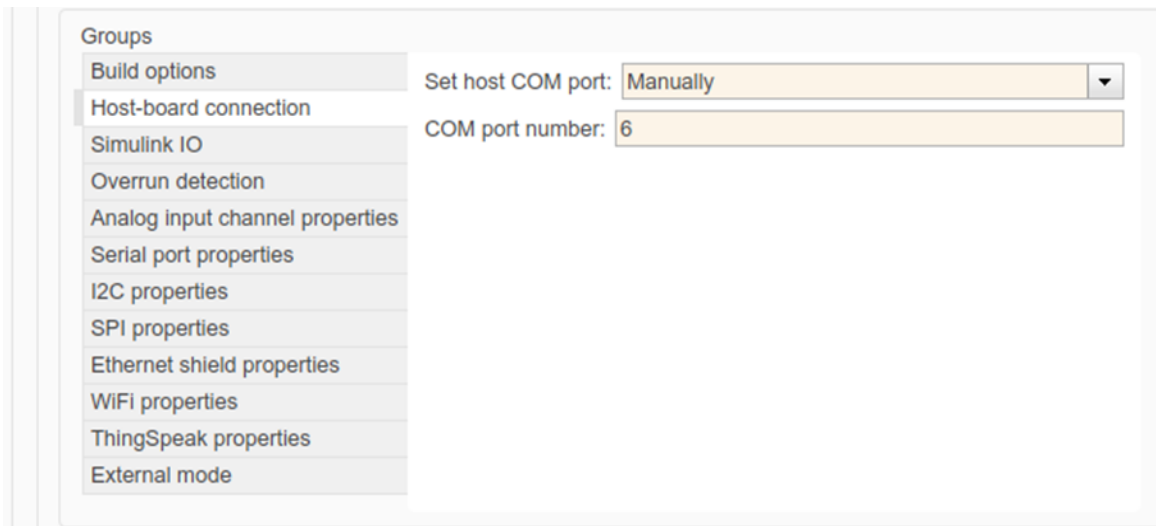 Groups
Build options
Host-board connection
Simulink IO
Overrun detection
Analog input channel properties
Serial port properties
I2C properties
SPI properties
Ethernet shield properties
WiFi properties
ThingSpeak properties
External mode
Set host COM port: Manually
COM port number: 6